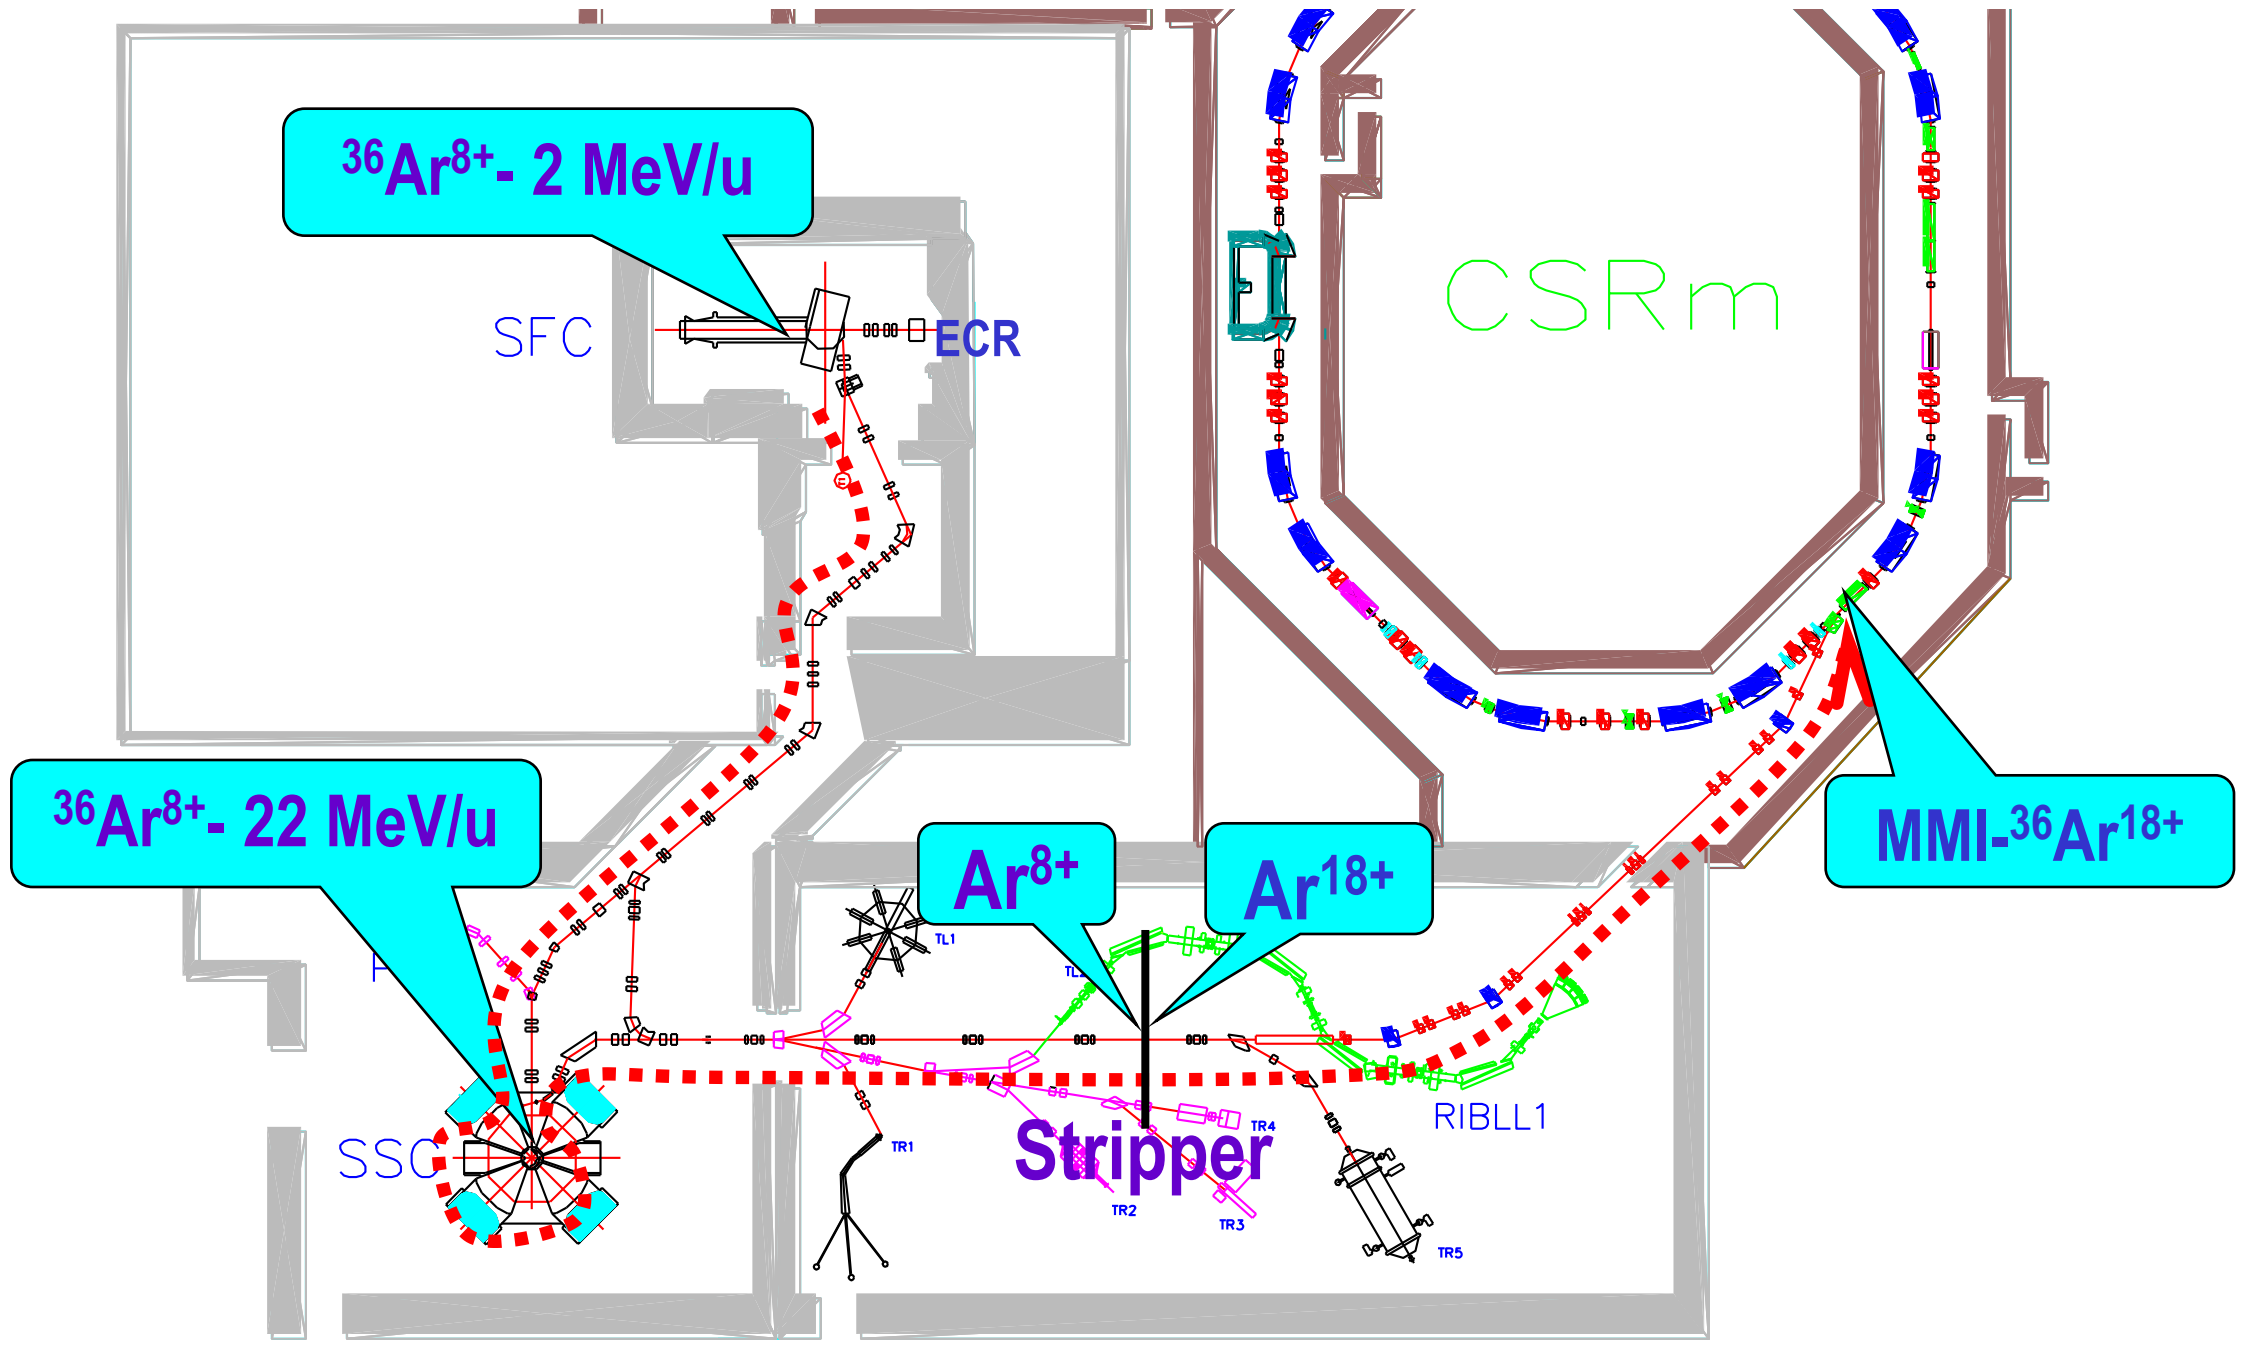 ³⁶Ar⁸⁺- 2 MeV/u
SFC
ECR
CSRm
³⁶Ar⁸⁺- 22 MeV/u
Ar⁸⁺
Ar¹⁸⁺
MMI-³⁶Ar¹⁸⁺
TL1
SSC
TR1
Stripper
TR4
RIBLL1
TR2
TR3
TR5